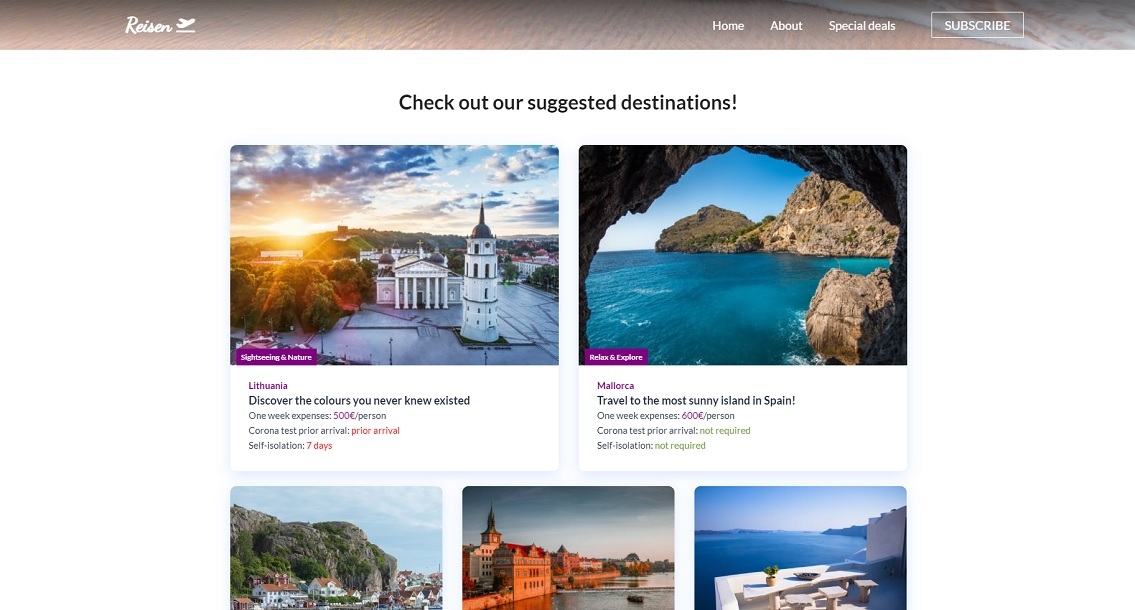 Reisen
Home About Special deals SUBSCRIBE
Check out our suggested destinations!
Sightseeing & Nature
Lithuania
Discover the colours you never knew existed
One week expenses: 500€/person
Corona test prior arrival: prior arrival
Self-isolation: 7 days
Relax & Explore
Mallorca
Travel to the most sunny island in Spain!
One week expenses: 600€/person
Corona test prior arrival: not required
Self-isolation: not required